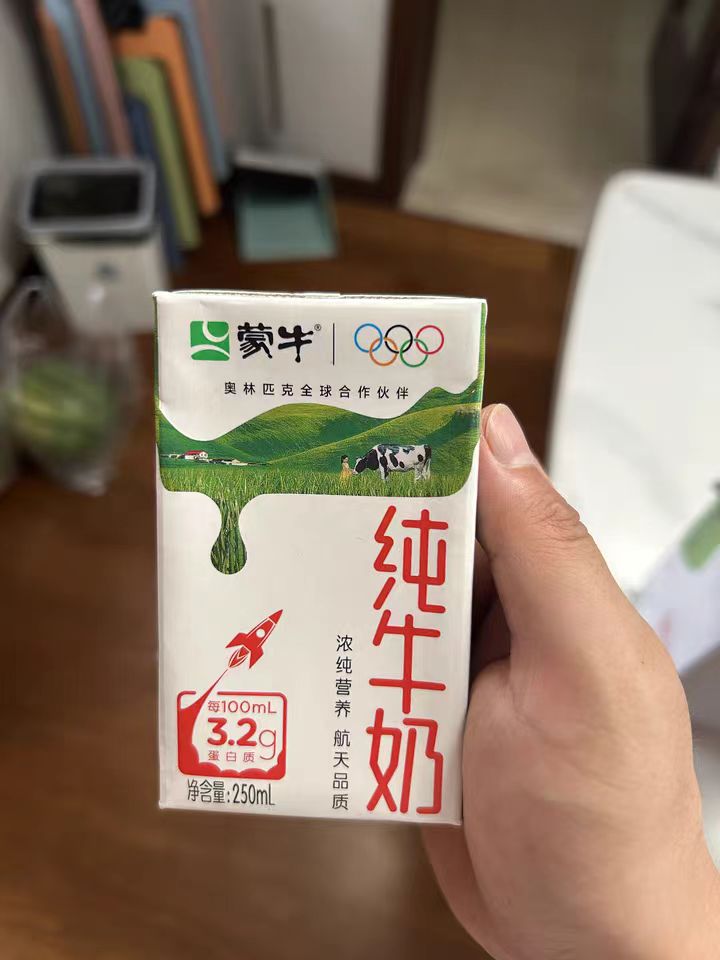 蒙牛®
奥林匹克全球合作伙伴
纯牛奶
浓纯营养 航天品质
每100mL
3.2g
蛋白质
净含量:250mL